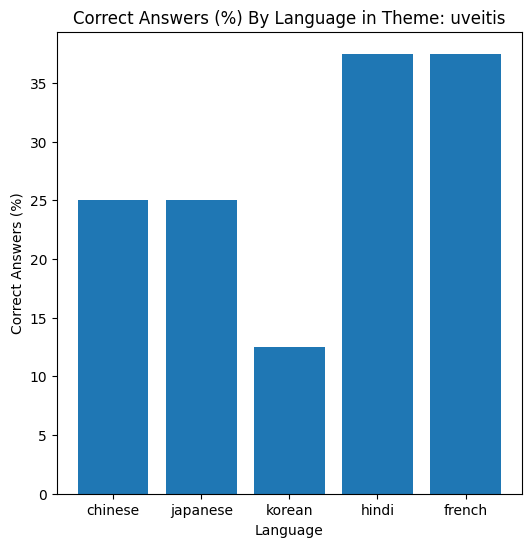 Correct Answers (%) By Language in Theme: uveitis
Correct Answers (%)
35
30
25
20
15
10
5
0
chinese japanese korean hindi french
Language